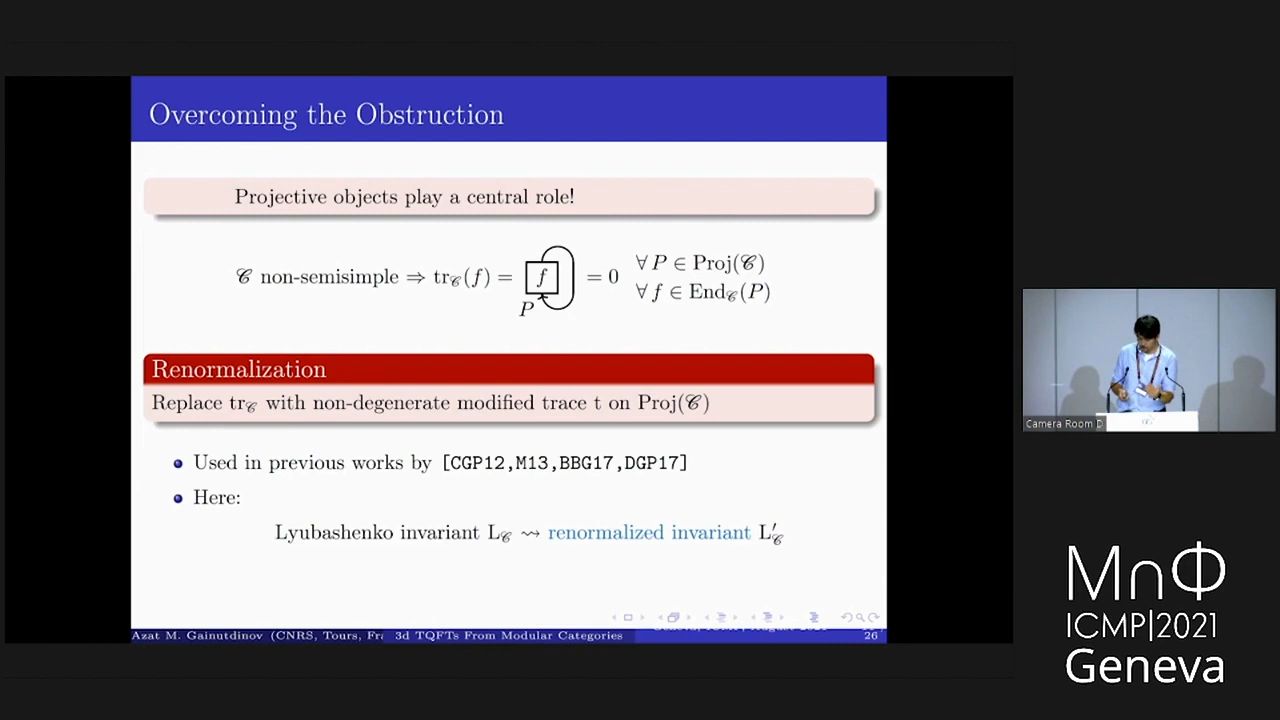 Overcoming the Obstruction
Projective objects play a central role!
𝒞 non-semisimple ⇒ tr𝒞(f) = f = 0 ∀ P ∈ Proj(𝒞)
P ∀ f ∈ End𝒞(P)
Renormalization
Replace tr𝒞 with non-degenerate modified trace t on Proj(𝒞)
Used in previous works by [CGP12,M13,BBG17,DGP17]
Here:
Lyubashenko invariant L𝒞 ⇝ renormalized invariant L′𝒞
Azat M. Gainutdinov (CNRS, Tours, Fra 3d TQFTs From Modular Categories
26
Camera Room D
M∩Φ
ICMP|2021
Geneva